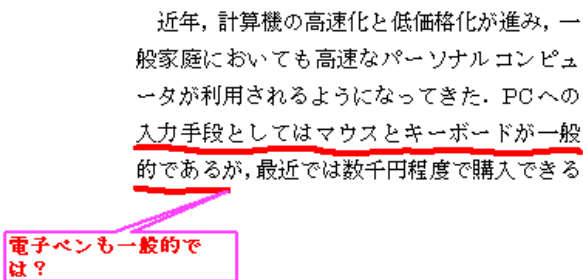 近年，計算機の高速化と低価格化が進み，一
般家庭においても高速なパーソナルコンピュ
ータが利用されるようになってきた．PCへの
入力手段としてはマウスとキーボードが一般
的であるが，最近では数千円程度で購入できる
電子ペンも一般的で
は？